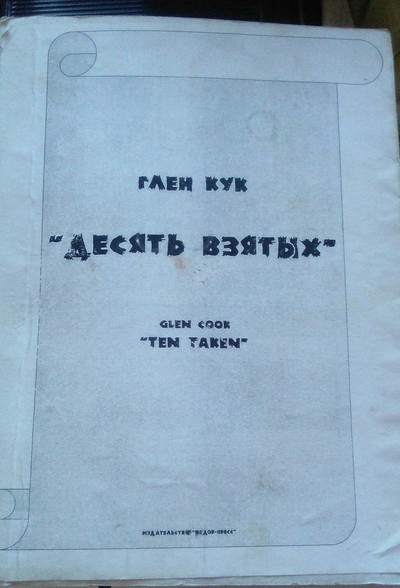 ГЛЕН КУК
"ДЕСЯТЬ ВЗЯТЫХ"
GLEN COOK
"TEN TAKEN"
ИЗДАТЕЛЬСТВО